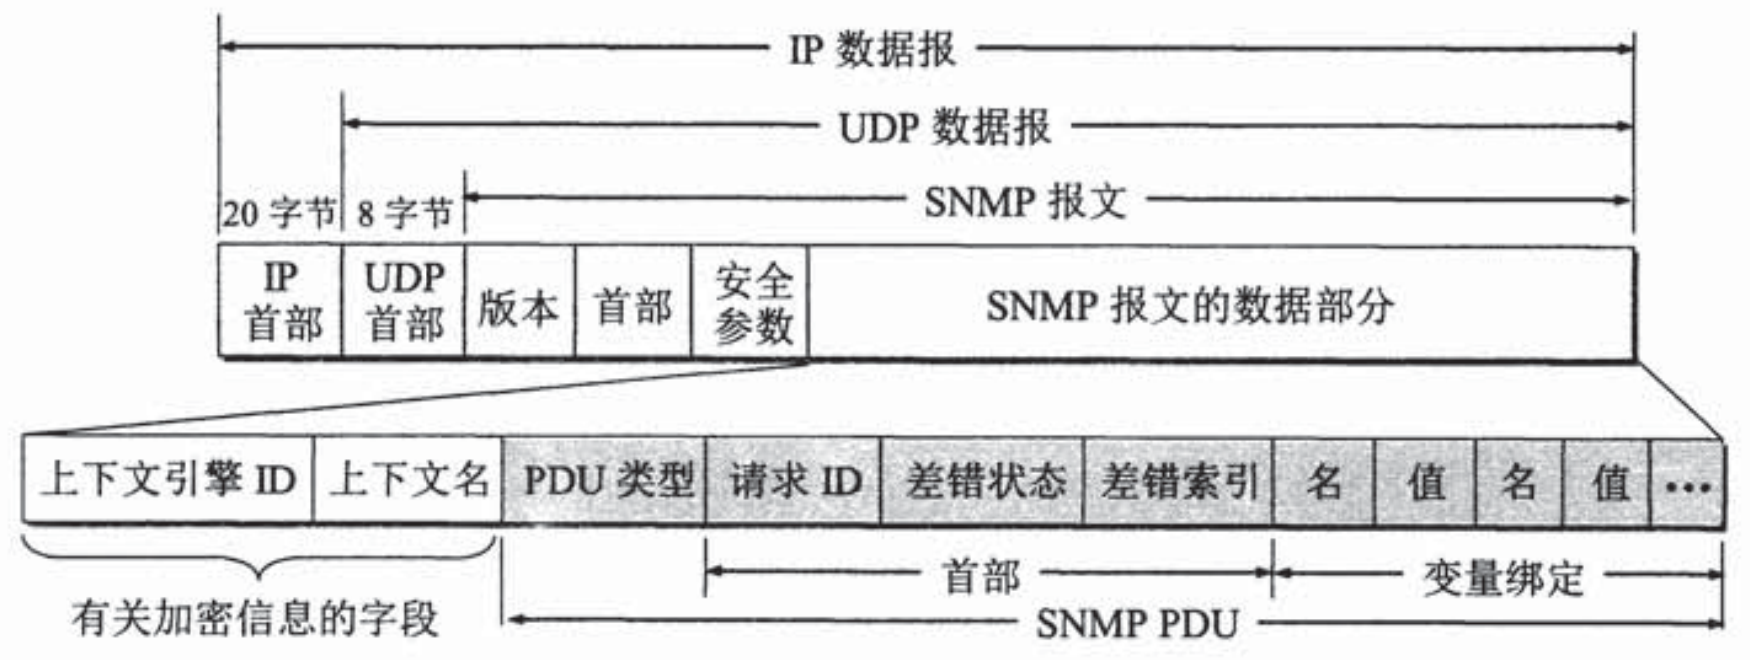 IP 数据报
UDP 数据报
SNMP 报文
20 字节 8 字节
IP 首部 UDP 首部 版本 首部 安全参数 SNMP 报文的数据部分
上下文引擎 ID 上下文名 PDU 类型 请求 ID 差错状态 差错索引 名 值 名 值 ···
首部 变量绑定
有关加密信息的字段 SNMP PDU